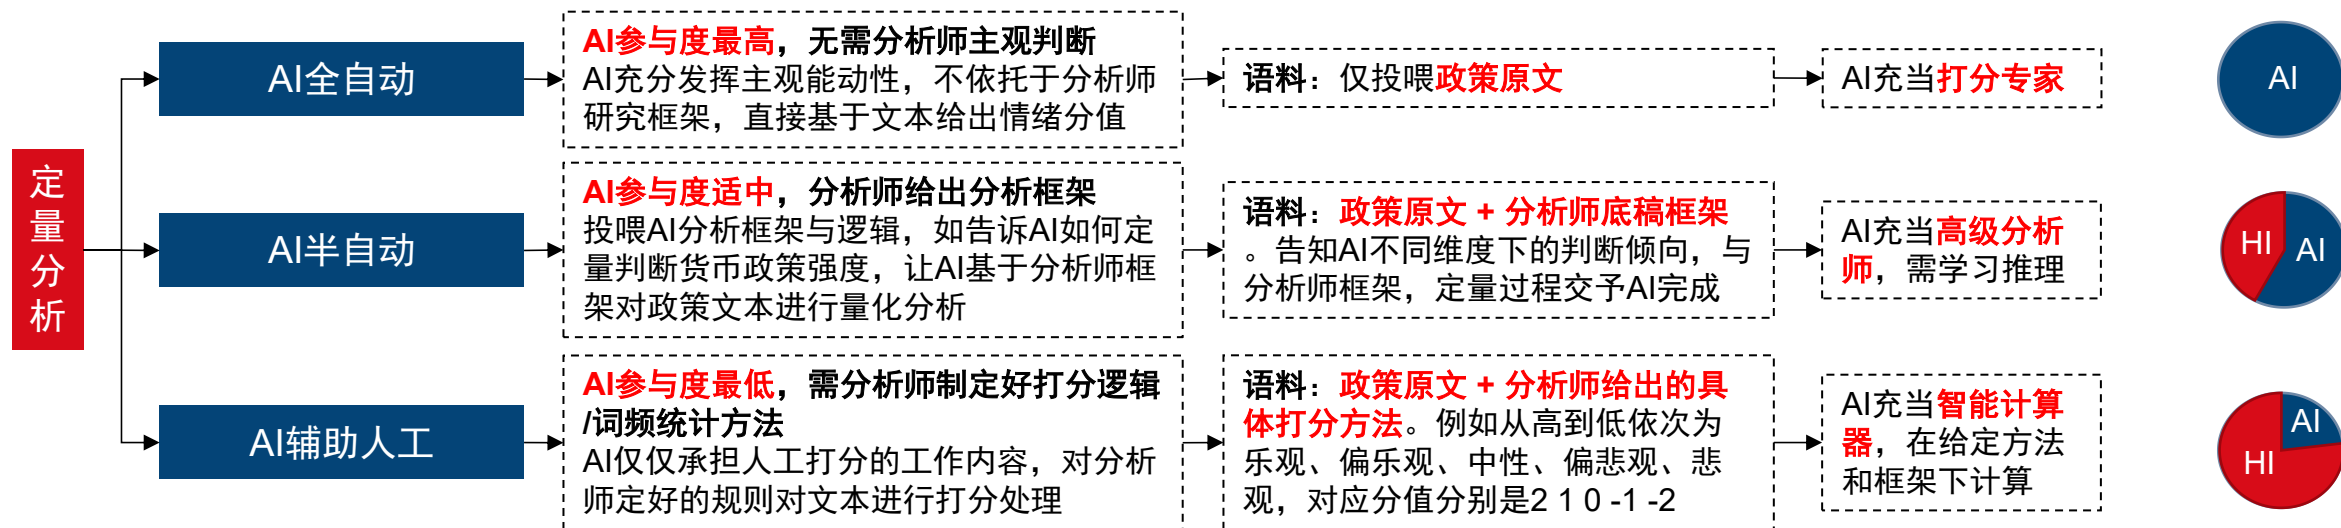 定
量
分
析
AI全自动
AI参与度最高，无需分析师主观判断
AI充分发挥主观能动性，不依托于分析师
研究框架，直接基于文本给出情绪分值
语料：仅投喂政策原文
AI充当打分专家
AI
AI半自动
AI参与度适中，分析师给出分析框架
投喂AI分析框架与逻辑，如告诉AI如何定
量判断货币政策强度，让AI基于分析师框
架对政策文本进行量化分析
语料：政策原文 + 分析师底稿框架
。告知AI不同维度下的判断倾向，与
分析师框架，定量过程交予AI完成
AI充当高级分析
师，需学习推理
HI
AI
AI辅助人工
AI参与度最低，需分析师制定好打分逻辑
/词频统计方法
AI仅仅承担人工打分的工作内容，对分析
师定好的规则对文本进行打分处理
语料：政策原文 + 分析师给出的具
体打分方法。例如从高到低依次为
乐观、偏乐观、中性、偏悲观、悲
观，对应分值分别是2 1 0 -1 -2
AI充当智能计算
器，在给定方法
和框架下计算
AI
HI